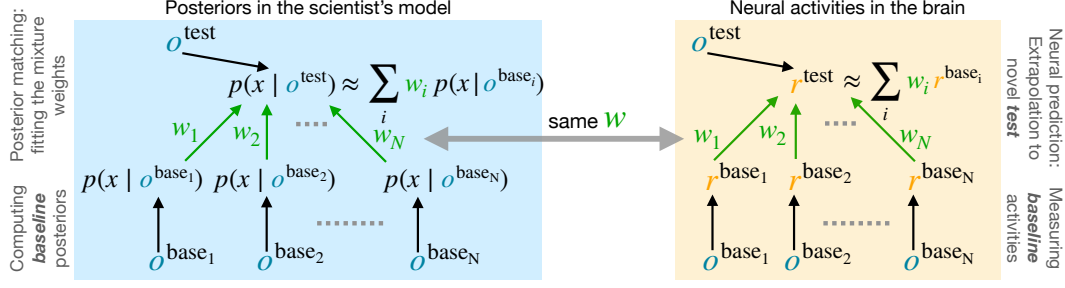 Posteriors in the scientist's model
Neural activities in the brain
Posterior matching:
fitting the mixture
weights
Computing
baseline
posteriors
o^test
p(x | o^test) ≈ ∑_i w_i p(x | o^base_i)
w_1
w_2
w_N
p(x | o^base_1)
p(x | o^base_2)
p(x | o^base_N)
o^base_1
o^base_2
o^base_N
same w
o^test
r^test ≈ ∑_i w_i r^base_i
w_1
w_2
w_N
r^base_1
r^base_2
r^base_N
o^base_1
o^base_2
o^base_N
Neural prediction:
Extrapolation to
novel test
Measuring
baseline
activities